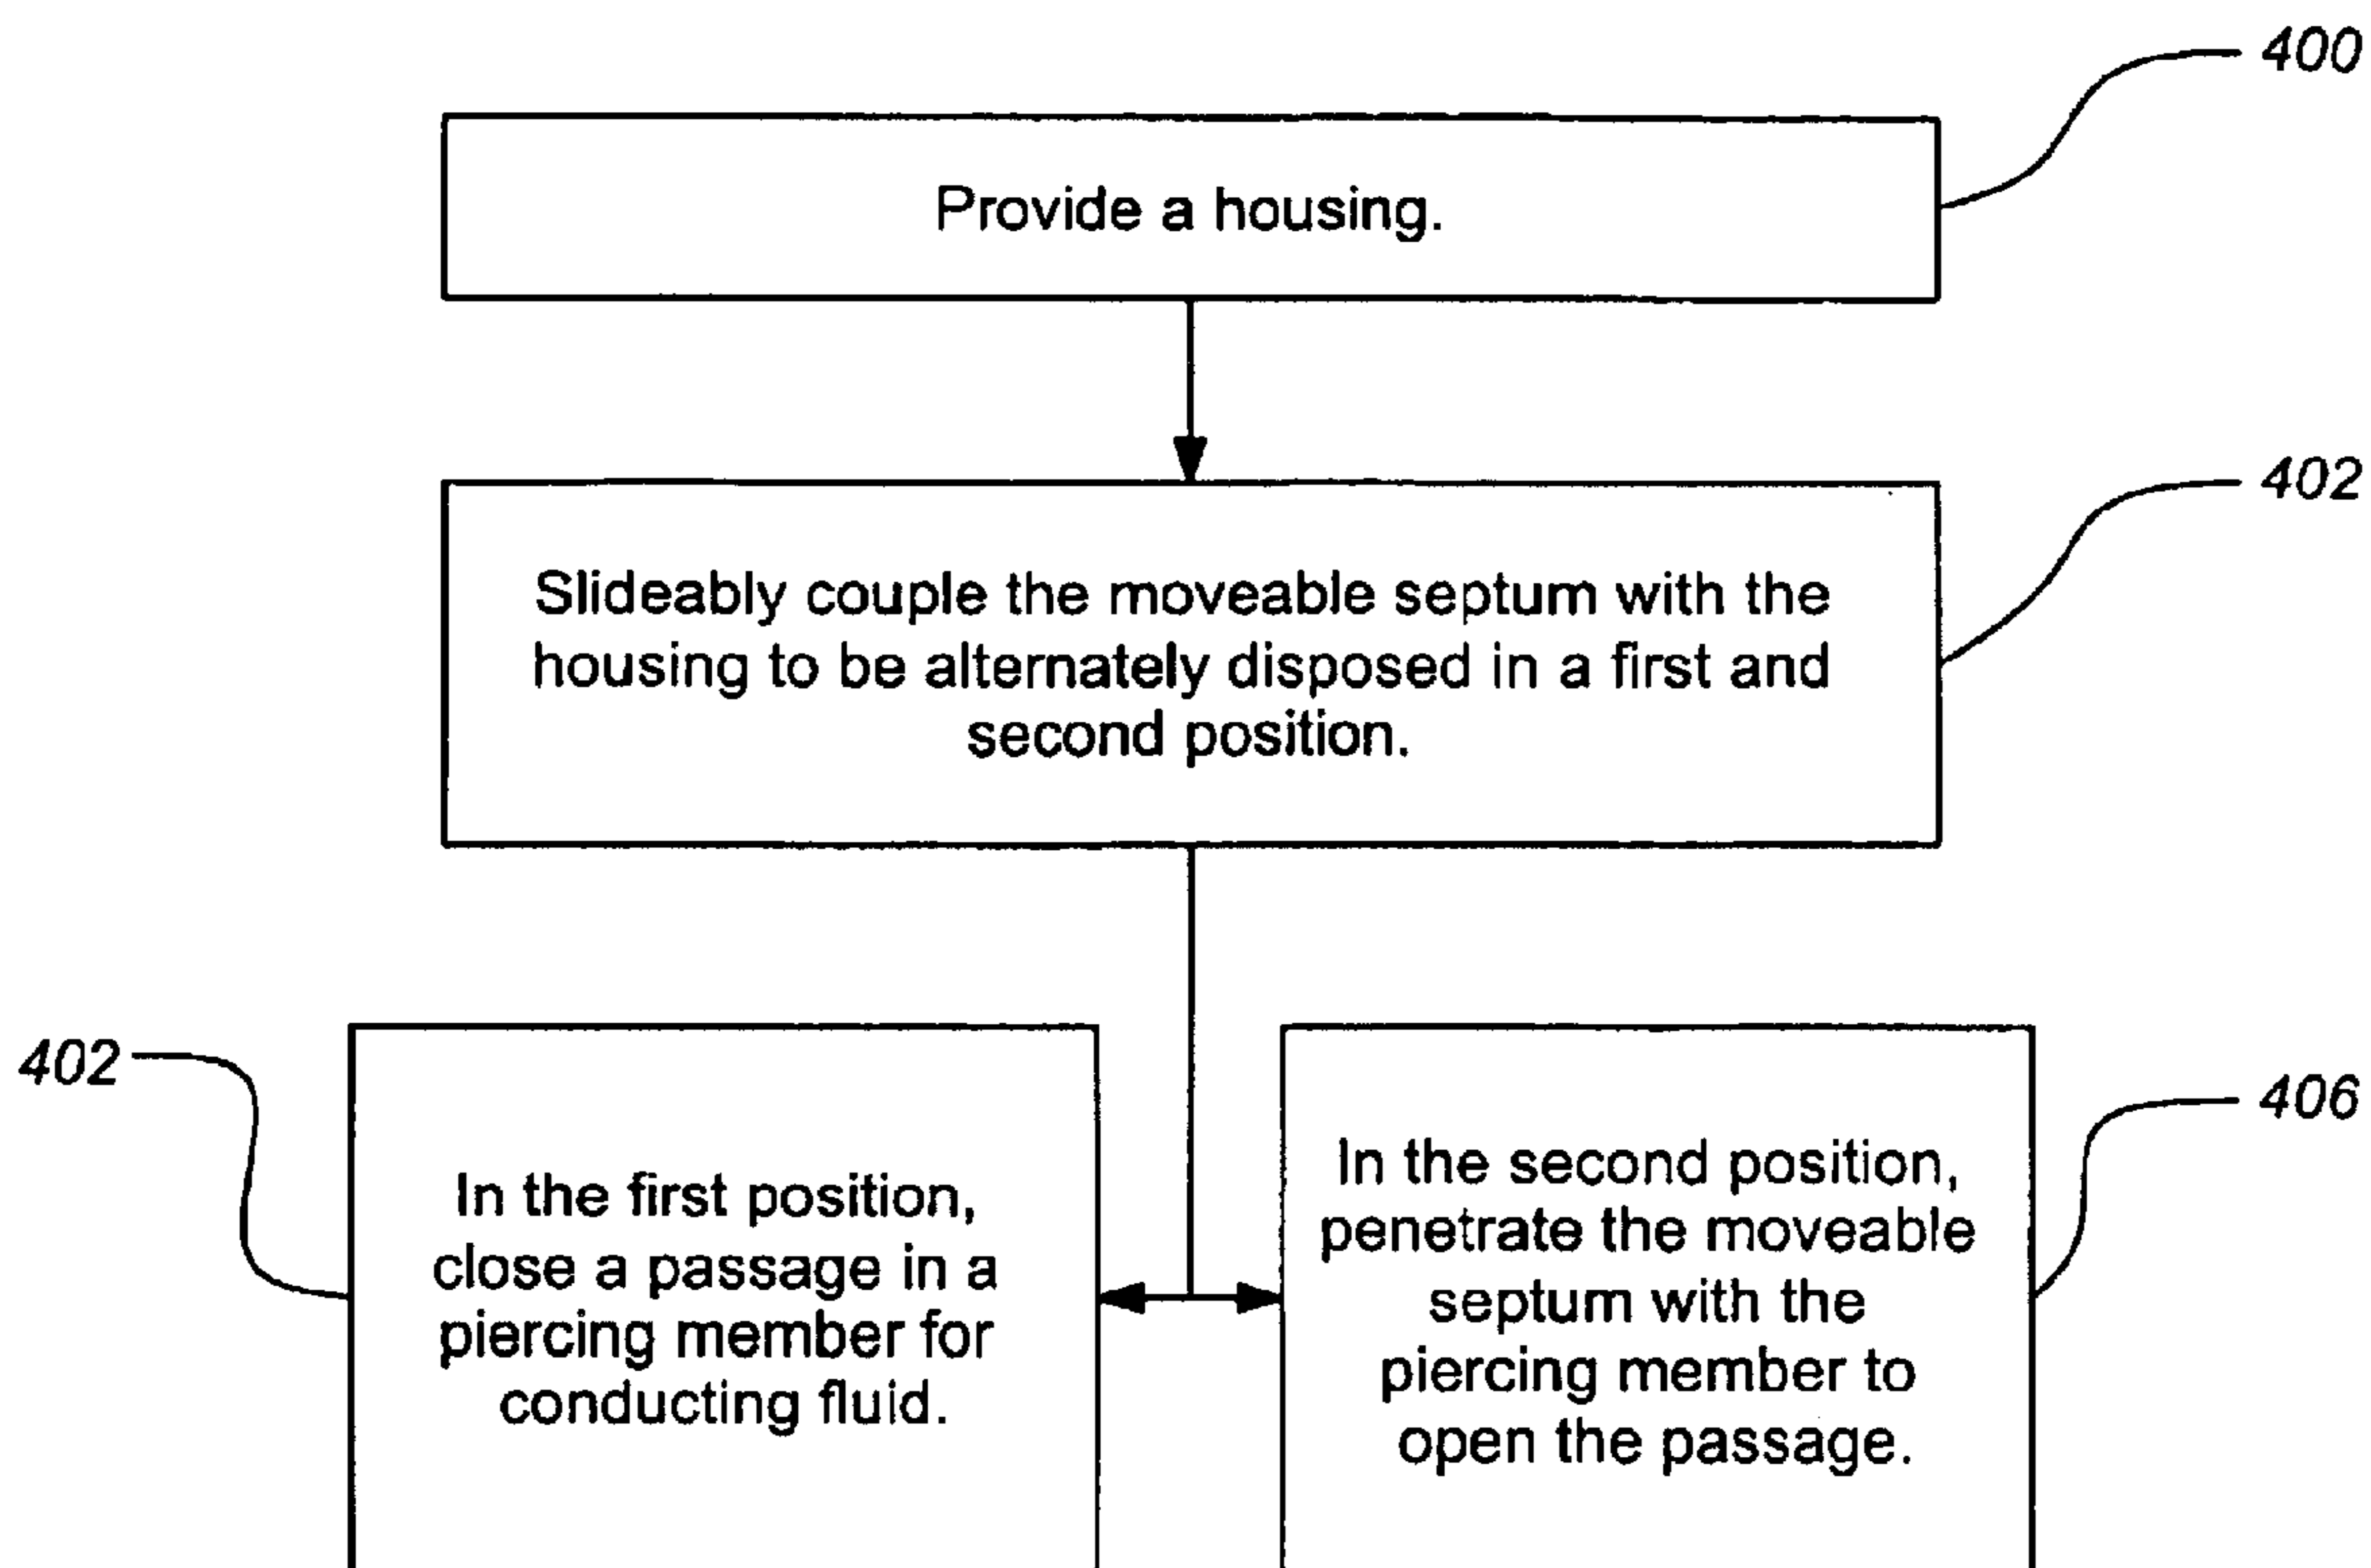 400
Provide a housing.
402
Slideably couple the moveable septum with the
housing to be alternately disposed in a first and
second position.
402
In the first position,
close a passage in a
piercing member for
conducting fluid.
406
In the second position,
penetrate the moveable
septum with the
piercing member to
open the passage.